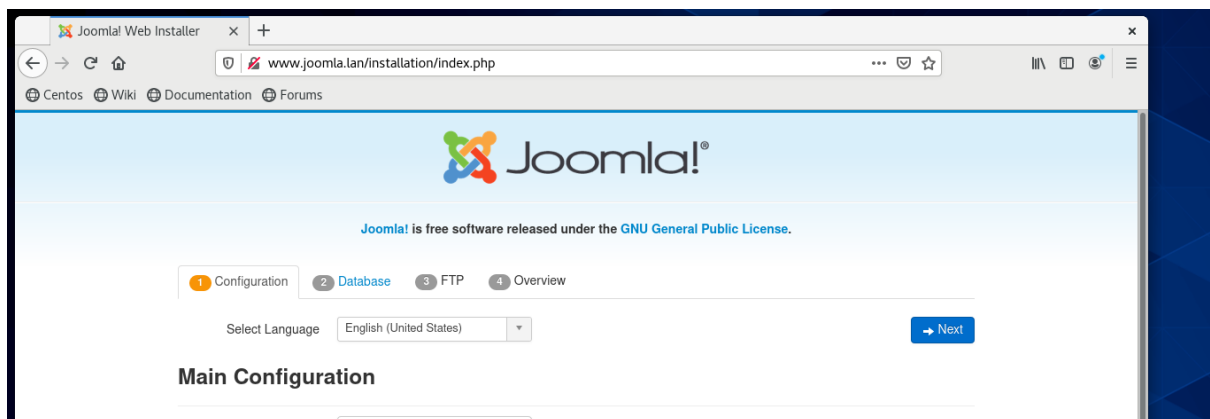 Joomla! Web Installer
www.joomla.lan/installation/index.php
Centos Wiki Documentation Forums
Joomla!®
Joomla! is free software released under the GNU General Public License.
1 Configuration 2 Database 3 FTP 4 Overview
Select Language English (United States) Next
Main Configuration